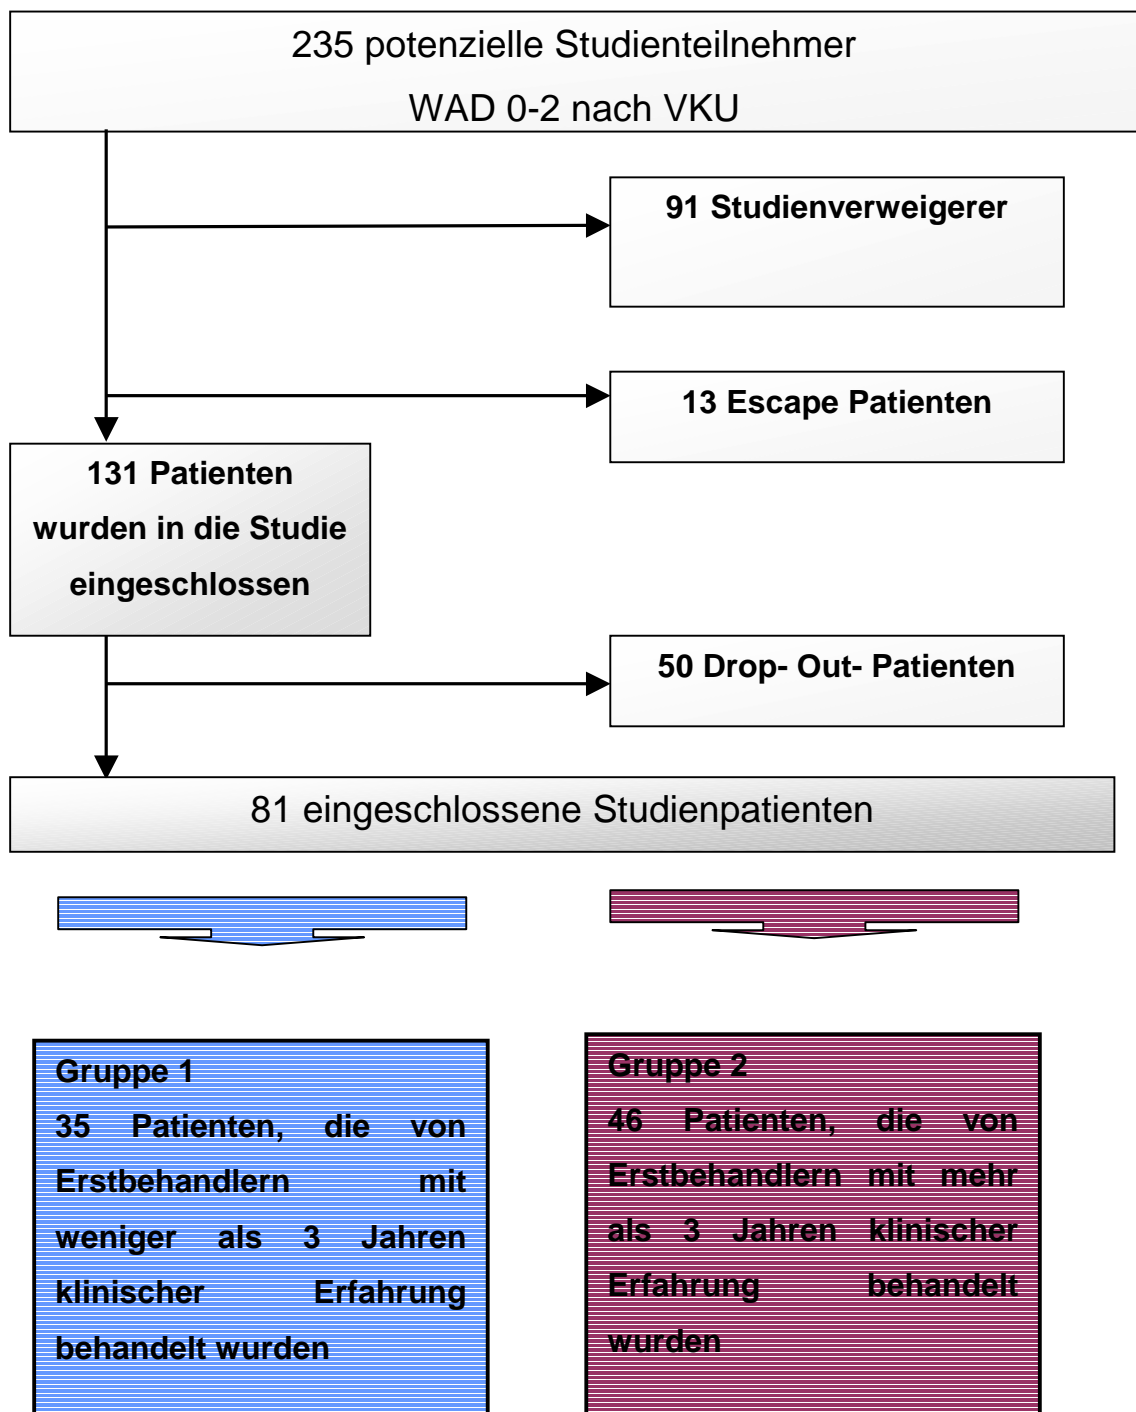 235 potenzielle Studienteilnehmer
WAD 0-2 nach VKU
91 Studienverweigerer
13 Escape Patienten
131 Patienten
wurden in die Studie
eingeschlossen
50 Drop- Out- Patienten
81 eingeschlossene Studienpatienten
Gruppe 1
35 Patienten, die von
Erstbehandlern mit
weniger als 3 Jahren
klinischer Erfahrung
behandelt wurden
Gruppe 2
46 Patienten, die von
Erstbehandlern mit mehr
als 3 Jahren klinischer
Erfahrung behandelt
wurden